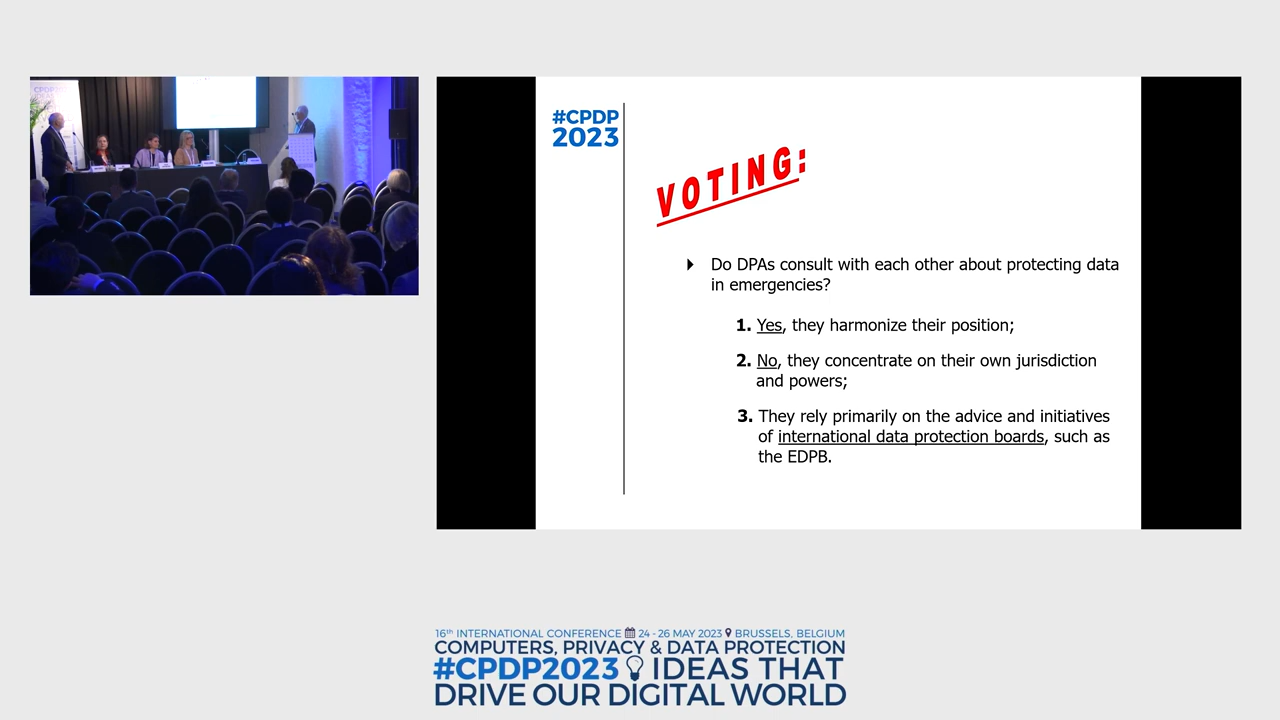 #CPDP
2023
VOTING:
Do DPAs consult with each other about protecting data
in emergencies?
1. Yes, they harmonize their position;
2. No, they concentrate on their own jurisdiction
and powers;
3. They rely primarily on the advice and initiatives
of international data protection boards, such as
the EDPB.
16th INTERNATIONAL CONFERENCE 24 - 26 MAY 2023 BRUSSELS, BELGIUM
COMPUTERS, PRIVACY & DATA PROTECTION
#CPDP2023 IDEAS THAT
DRIVE OUR DIGITAL WORLD